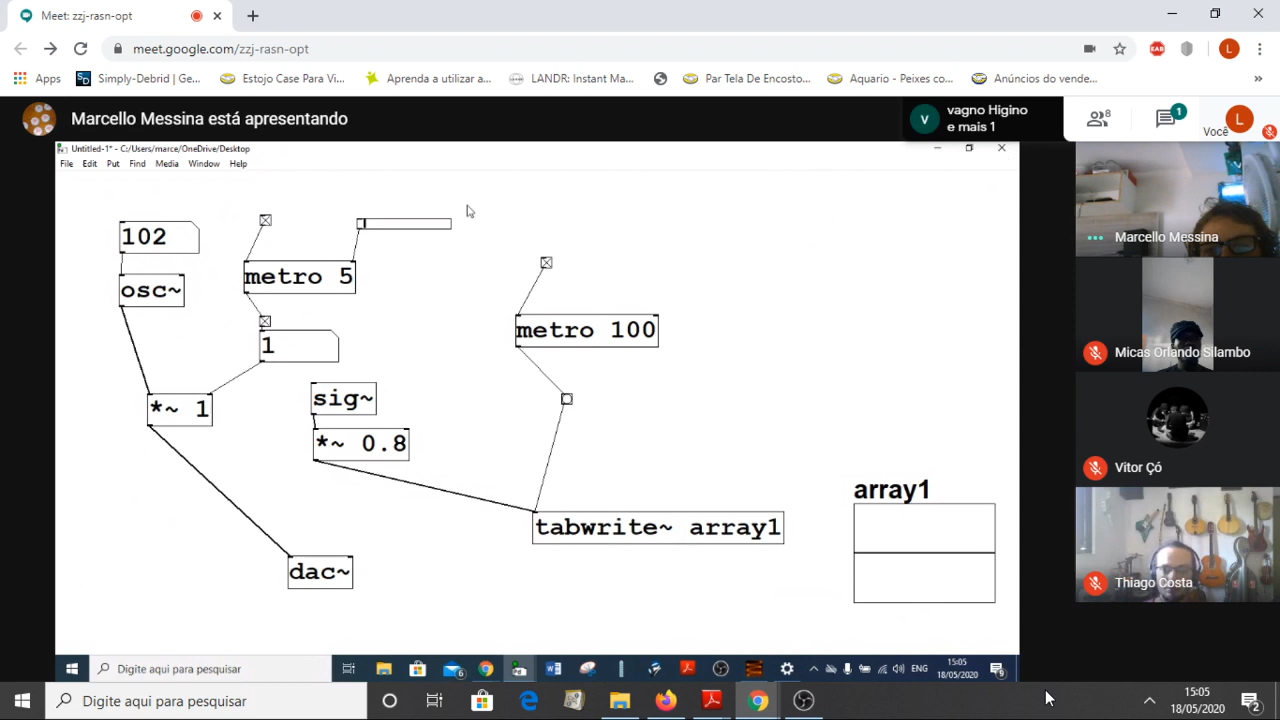 Meet: zzj-rasn-opt
meet.google.com/zzj-rasn-opt
Apps
Simply-Debrid | Ge...
Estojo Case Para Vi...
Aprenda a utilizar a...
LANDR: Instant Ma...
Par Tela De Encosto...
Aquario - Peixes co...
Anúncios do vende...
»
Marcello Messina está apresentando
v
vagno Higino
e mais 1
8
1
Você
L
Untitled-1* - C:/Users/marce/OneDrive/Desktop
File Edit Put Find Media Window Help
102
osc~
metro 5
1
*~ 1
sig~
*~ 0.8
metro 100
tabwrite~ array1
dac~
array1
Marcello Messina
Micas Orlando Silambo
Vitor Çó
Thiago Costa
Digite aqui para pesquisar
6
ENG
15:05
18/05/2020
9
Digite aqui para pesquisar
15:05
18/05/2020
2